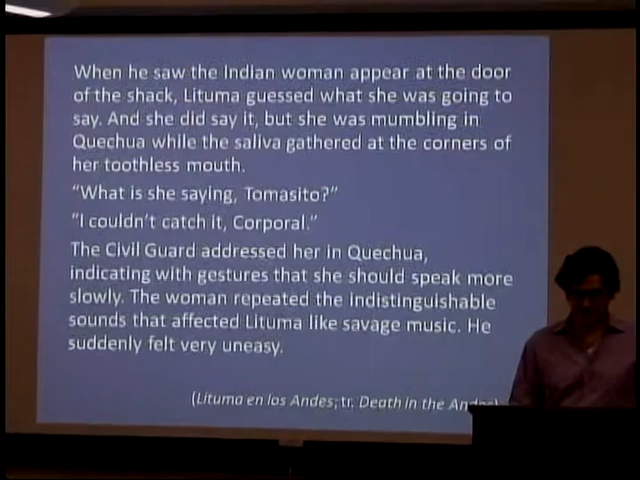 When he saw the Indian woman appear at the door
of the shack, Lituma guessed what she was going to
say. And she did say it, but she was mumbling in
Quechua while the saliva gathered at the corners of
her toothless mouth.
“What is she saying, Tomasito?”
“I couldn’t catch it, Corporal.”
The Civil Guard addressed her in Quechua,
indicating with gestures that she should speak more
slowly. The woman repeated the indistinguishable
sounds that affected Lituma like savage music. He
suddenly felt very uneasy.
(Lituma en los Andes; tr. Death in the